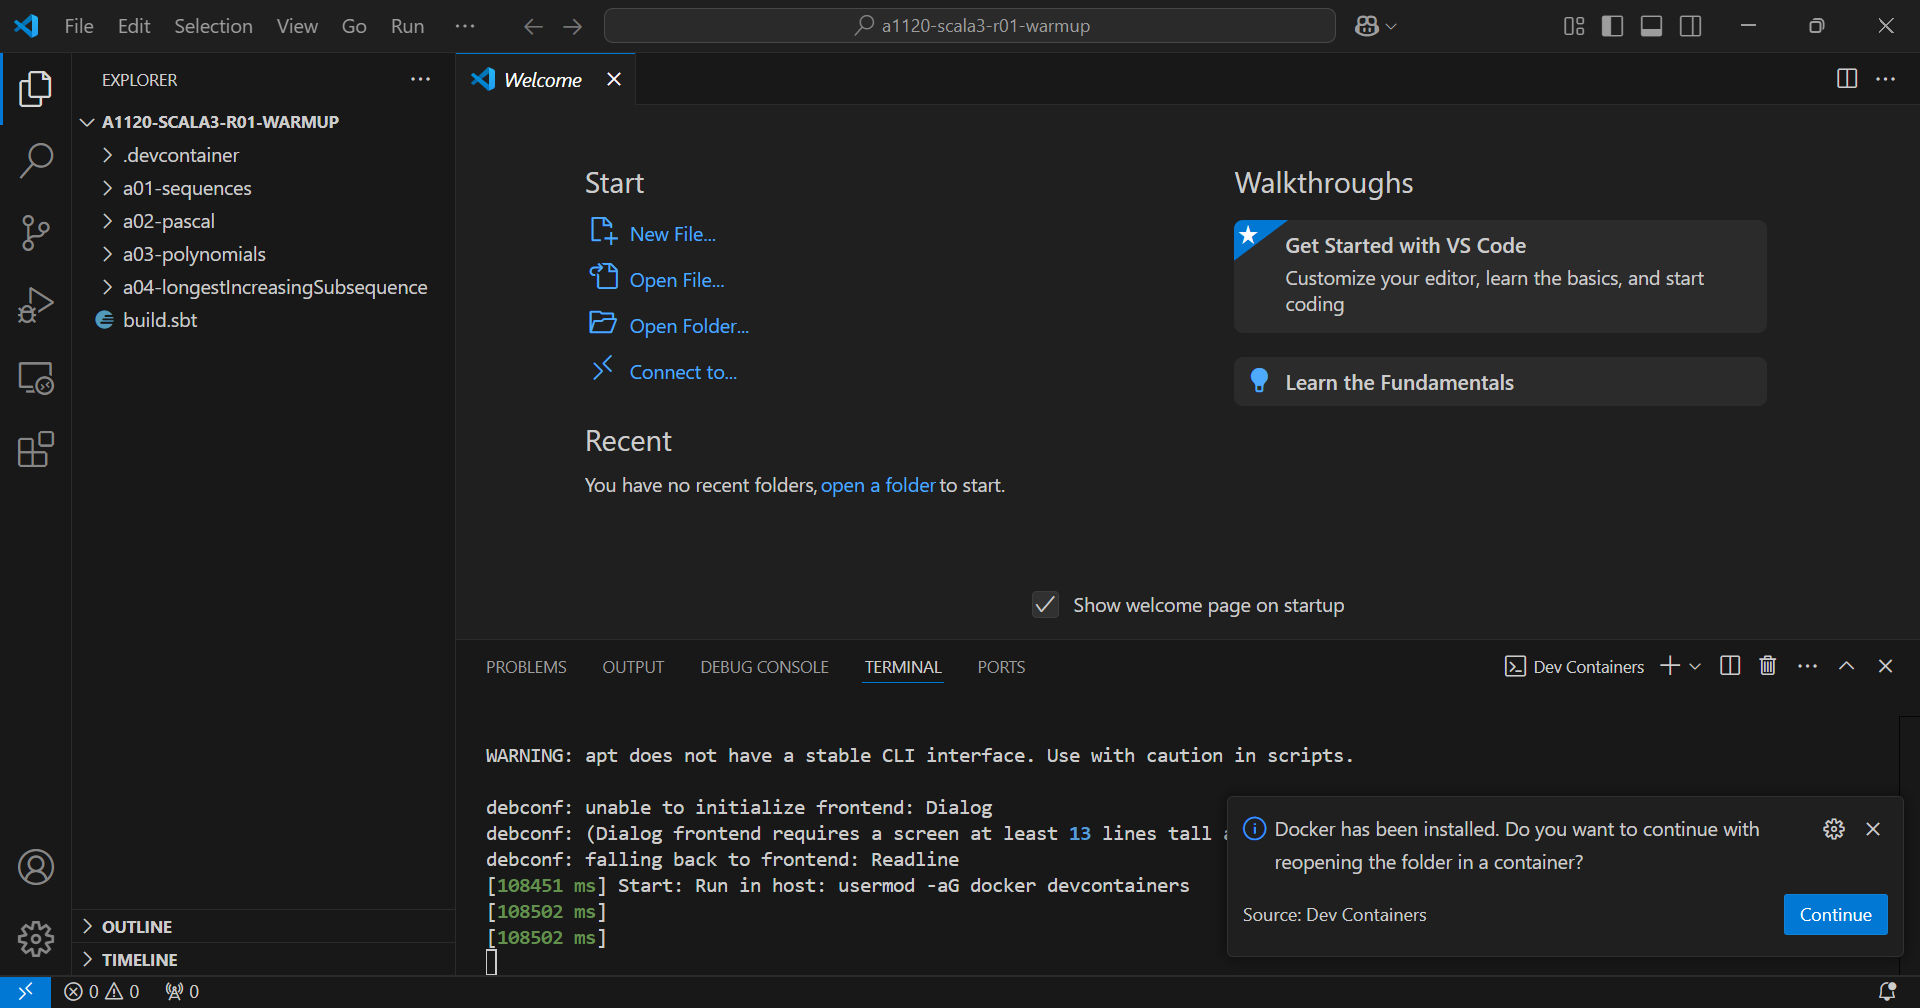 File Edit Selection View Go Run ···
a1120-scala3-r01-warmup
EXPLORER
A1120-SCALA3-R01-WARMUP
.devcontainer
a01-sequences
a02-pascal
a03-polynomials
a04-longestIncreasingSubsequence
build.sbt
OUTLINE
TIMELINE
Welcome
Start
New File...
Open File...
Open Folder...
Connect to...
Recent
You have no recent folders, open a folder to start.
Walkthroughs
Get Started with VS Code
Customize your editor, learn the basics, and start
coding
Learn the Fundamentals
Show welcome page on startup
PROBLEMS OUTPUT DEBUG CONSOLE TERMINAL PORTS
Dev Containers
WARNING: apt does not have a stable CLI interface. Use with caution in scripts.
debconf: unable to initialize frontend: Dialog
debconf: (Dialog frontend requires a screen at least 13 lines tall
debconf: falling back to frontend: Readline
[108451 ms] Start: Run in host: usermod -aG docker devcontainers
[108502 ms]
[108502 ms]
Docker has been installed. Do you want to continue with
reopening the folder in a container?
Source: Dev Containers
Continue
0 0 0